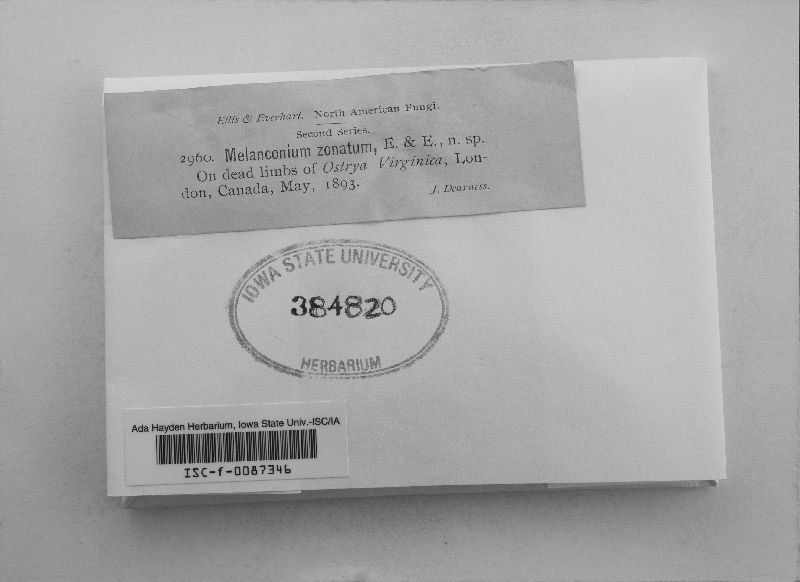 Ellis & Everhart. North American Fungi.
Second Series.
2960. Melanconium zonatum, E. & E., n. sp.
On dead limbs of Ostrya Virginica, Lon-
don, Canada, May, 1893.
J. Dearness.
IOWA STATE UNIVERSITY
384820
HERBARIUM
Ada Hayden Herbarium, Iowa State Univ.-ISC/IA
ISC-f-0087346